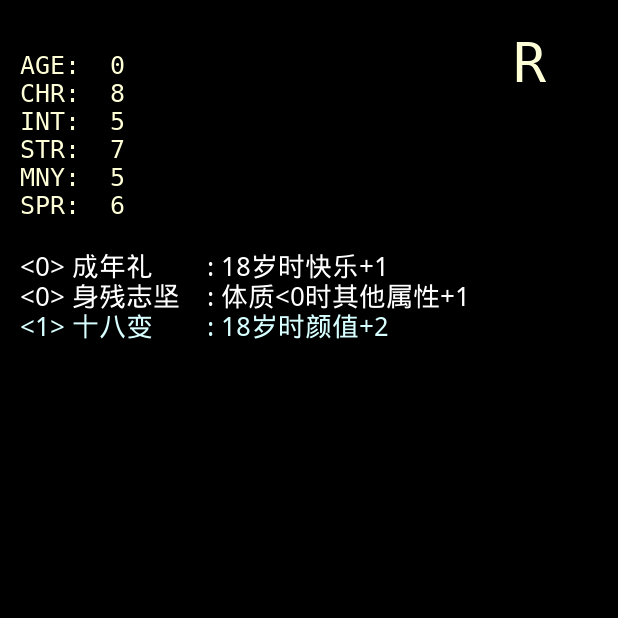 R
AGE: 0
CHR: 8
INT: 5
STR: 7
MNY: 5
SPR: 6
<0> 成年礼 : 18岁时快乐+1
<0> 身残志坚 : 体质<0时其他属性+1
<1> 十八变 : 18岁时颜值+2